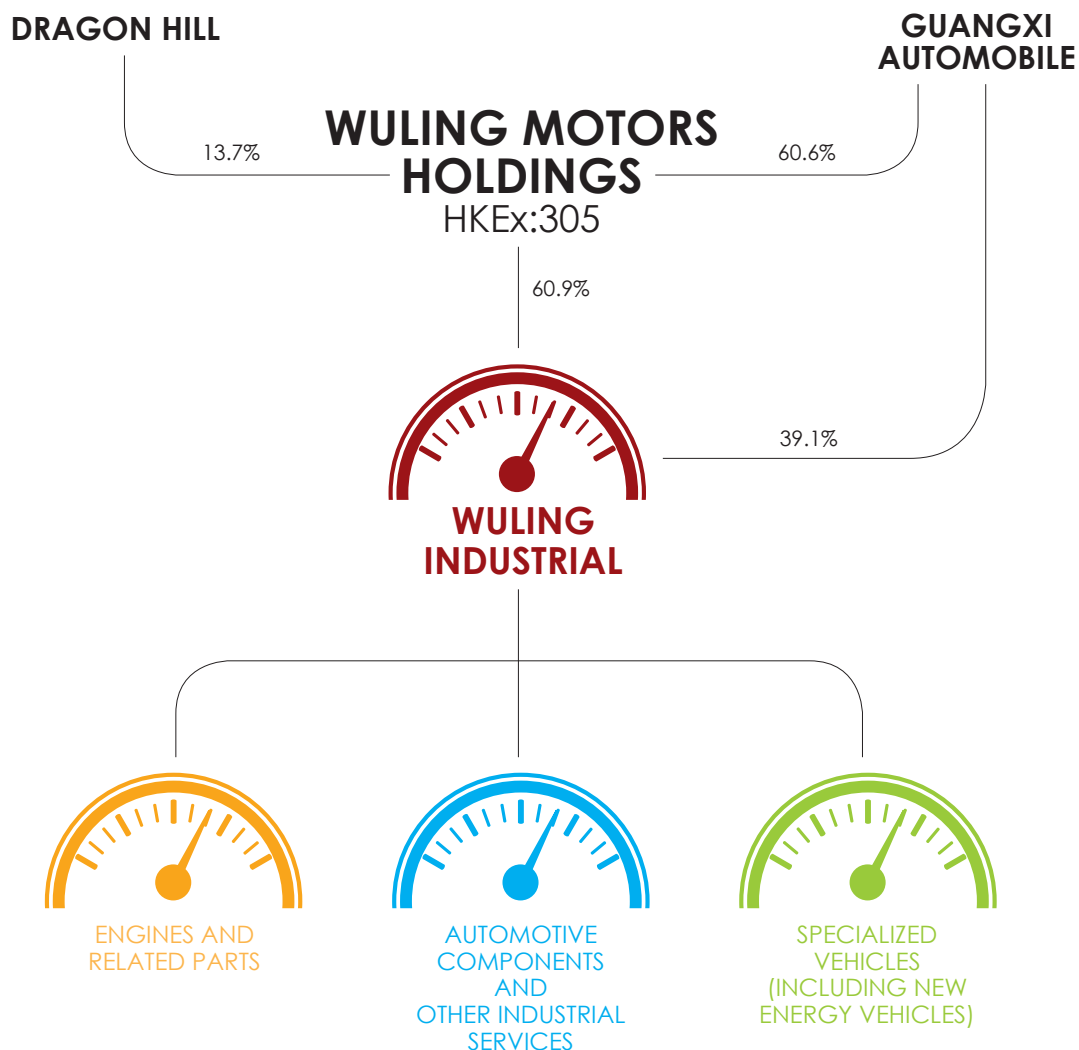 DRAGON HILL
GUANGXI
AUTOMOBILE
WULING MOTORS
HOLDINGS
HKEx:305
13.7%
60.6%
60.9%
39.1%
WULING
INDUSTRIAL
ENGINES AND
RELATED PARTS
AUTOMOTIVE
COMPONENTS
AND
OTHER INDUSTRIAL
SERVICES
SPECIALIZED
VEHICLES
(INCLUDING NEW
ENERGY VEHICLES)